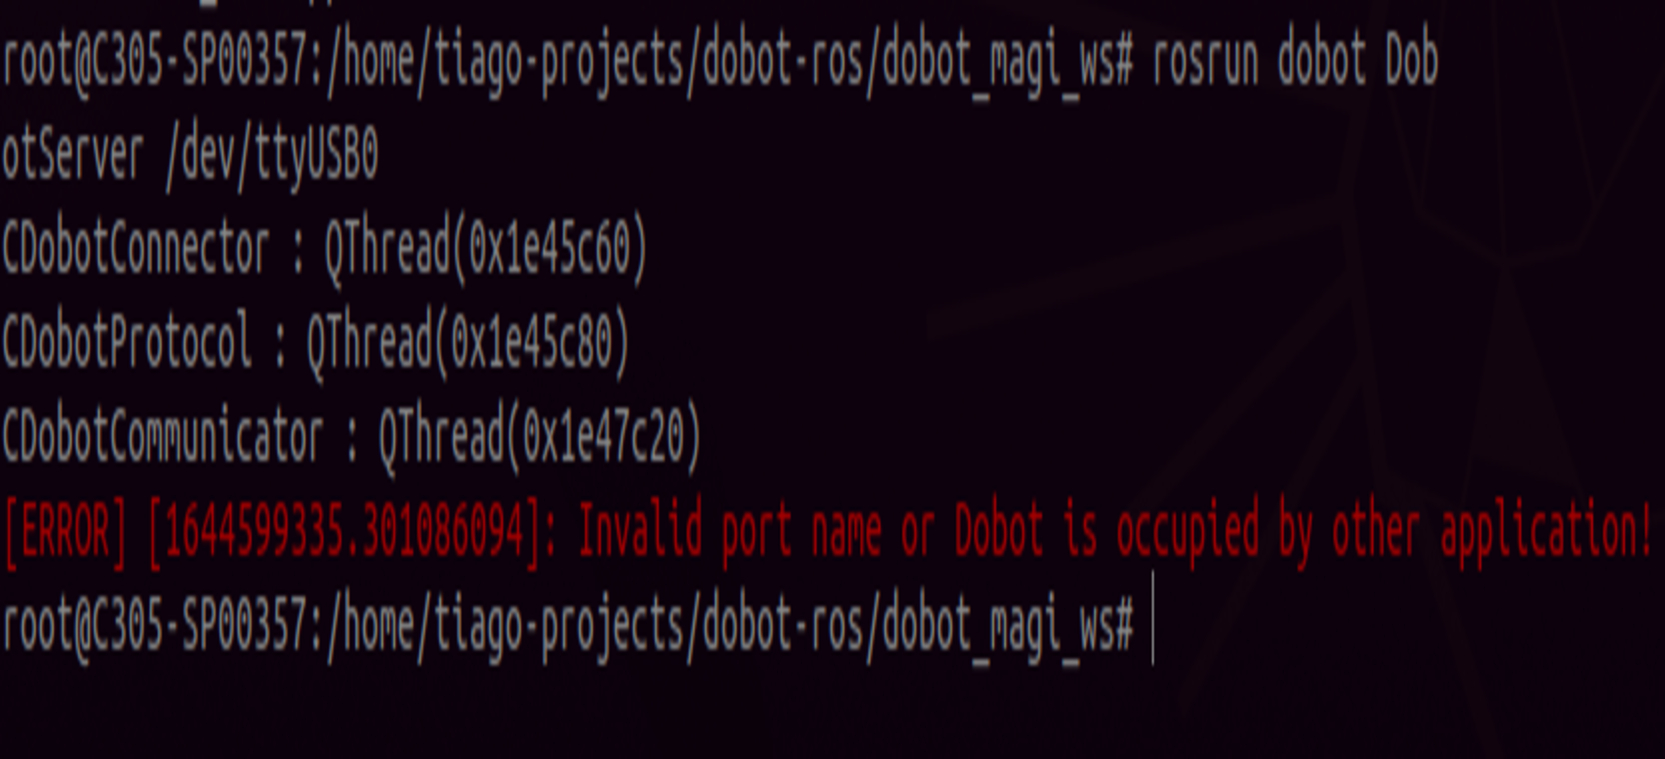 root@C305-SP00357:/home/tiago-projects/dobot-ros/dobot_magi_ws# rosrun dobot Dob
otServer /dev/ttyUSB0
CDobotConnector : QThread(0x1e45c60)
CDobotProtocol : QThread(0x1e45c80)
CDobotCommunicator : QThread(0x1e47c20)
[ERROR] [1644599335.301086094]: Invalid port name or Dobot is occupied by other application!
root@C305-SP00357:/home/tiago-projects/dobot-ros/dobot_magi_ws#